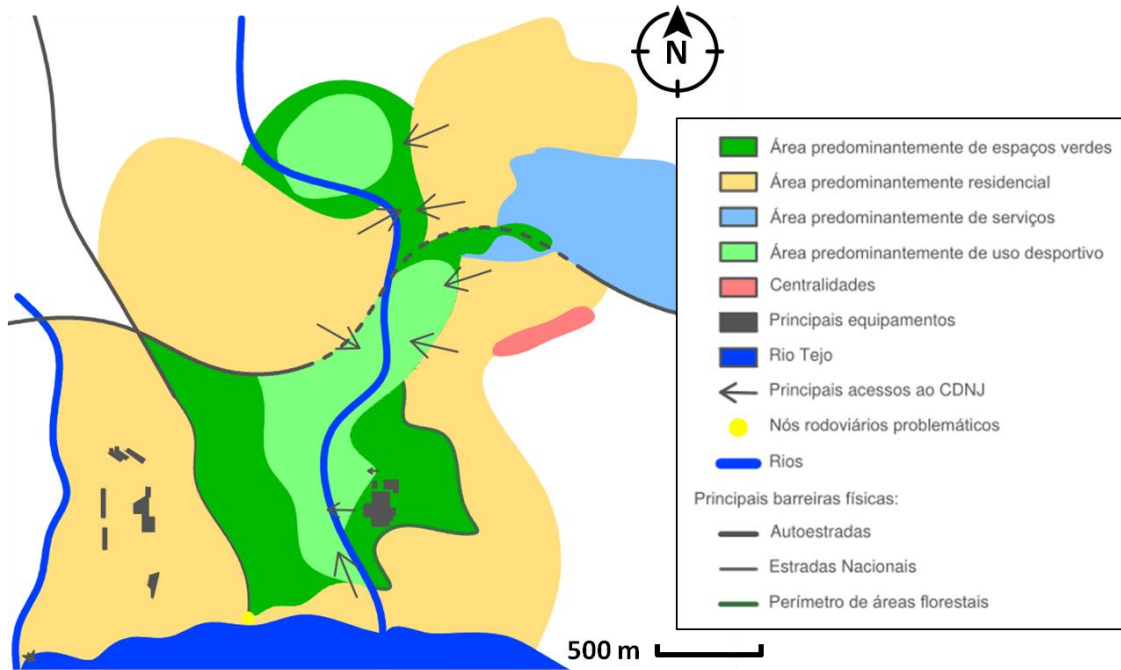 N
Área predominantemente de espaços verdes
Área predominantemente residencial
Área predominantemente de serviços
Área predominantemente de uso desportivo
Centralidades
Principais equipamentos
Rio Tejo
Principais acessos ao CDNJ
Nós rodoviários problemáticos
Rios
Principais barreiras físicas:
Autoestradas
Estradas Nacionais
Perímetro de áreas florestais
500 m